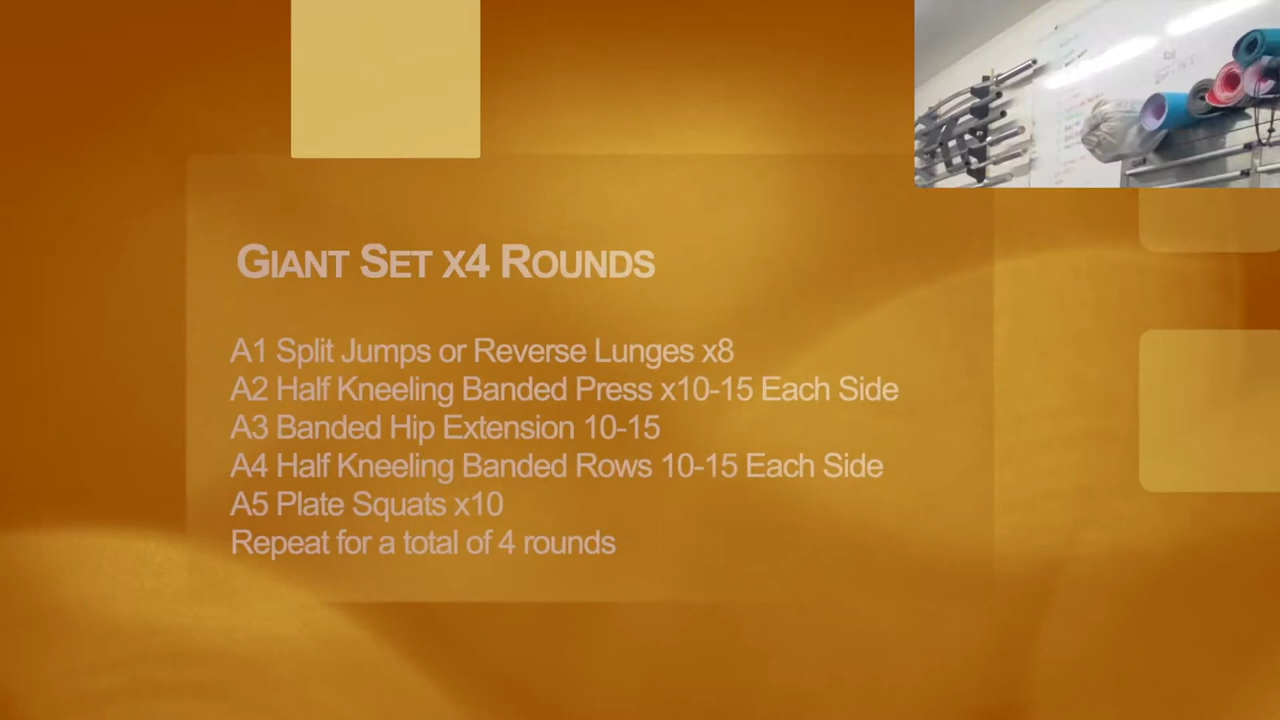 Giant Set x4 Rounds
A1 Split Jumps or Reverse Lunges x8
A2 Half Kneeling Banded Press x10-15 Each Side
A3 Banded Hip Extension 10-15
A4 Half Kneeling Banded Rows 10-15 Each Side
A5 Plate Squats x10
Repeat for a total of 4 rounds